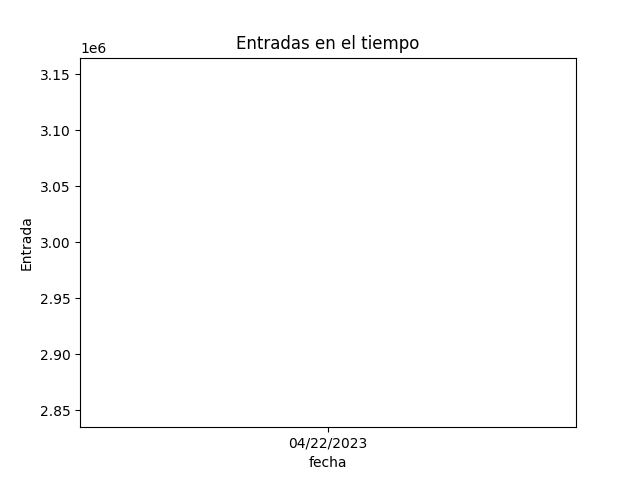 Entradas en el tiempo
1e6
3.15
3.10
3.05
3.00
2.95
2.90
2.85
Entrada
04/22/2023
fecha